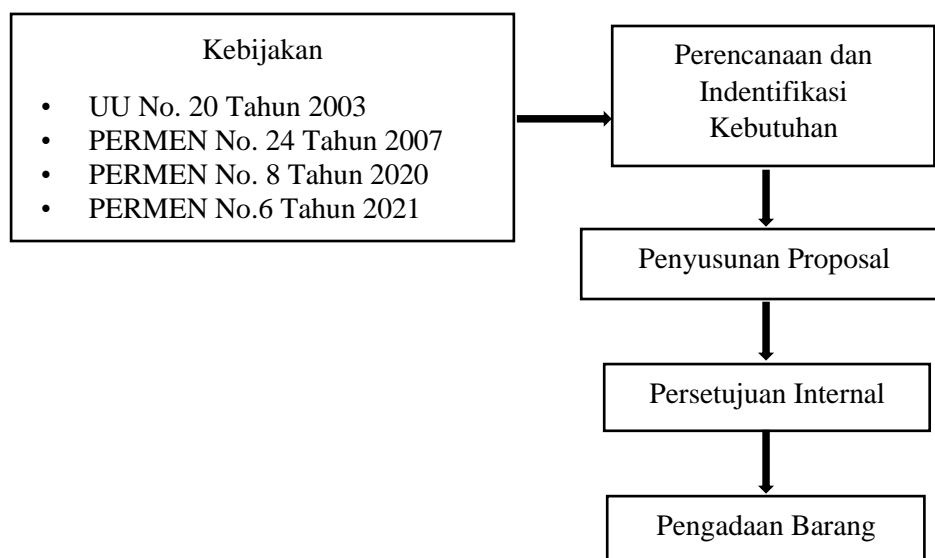 Kebijakan
• UU No. 20 Tahun 2003
• PERMEN No. 24 Tahun 2007
• PERMEN No. 8 Tahun 2020
• PERMEN No.6 Tahun 2021
Perencanaan dan
Indentifikasi
Kebutuhan
Penyusunan Proposal
Persetujuan Internal
Pengadaan Barang